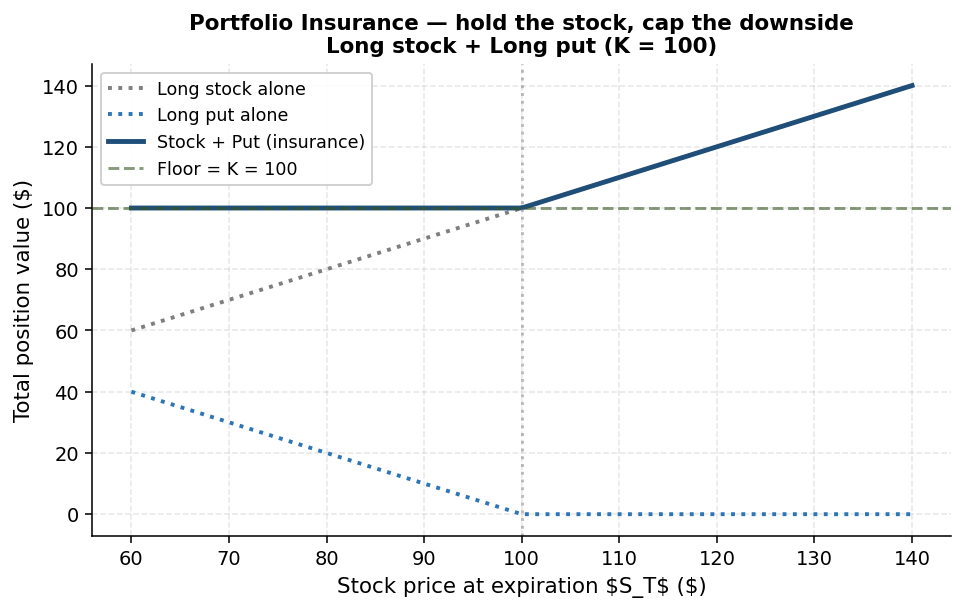 Portfolio Insurance — hold the stock, cap the downside
Long stock + Long put (K = 100)
Long stock alone
Long put alone
Stock + Put (insurance)
Floor = K = 100
Total position value ($)
140
120
100
80
60
40
20
0
60 70 80 90 100 110 120 130 140
Stock price at expiration $S_T$ ($)